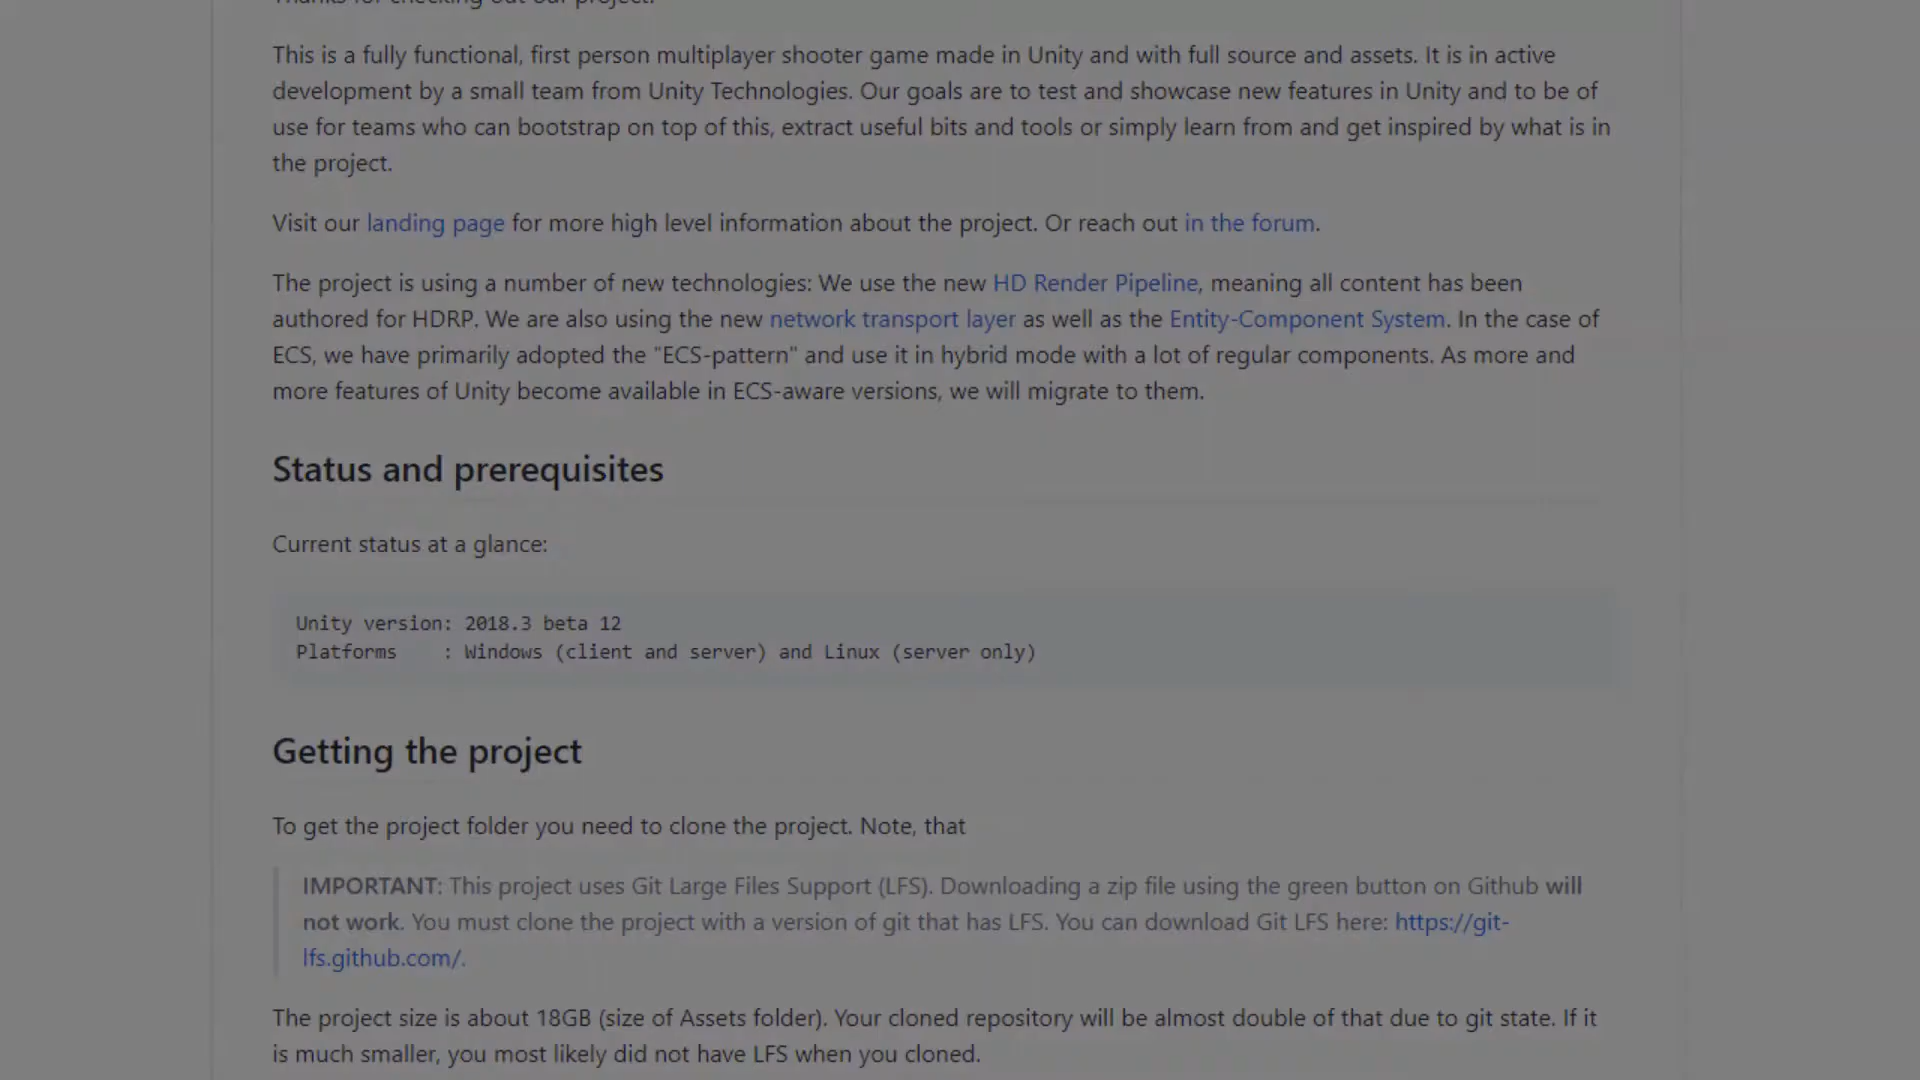 Thanks for checking out our project.
This is a fully functional, first person multiplayer shooter game made in Unity and with full source and assets. It is in active
development by a small team from Unity Technologies. Our goals are to test and showcase new features in Unity and to be of
use for teams who can bootstrap on top of this, extract useful bits and tools or simply learn from and get inspired by what is in
the project.
Visit our landing page for more high level information about the project. Or reach out in the forum.
The project is using a number of new technologies: We use the new HD Render Pipeline, meaning all content has been
authored for HDRP. We are also using the new network transport layer as well as the Entity-Component System. In the case of
ECS, we have primarily adopted the "ECS-pattern" and use it in hybrid mode with a lot of regular components. As more and
more features of Unity become available in ECS-aware versions, we will migrate to them.
Status and prerequisites
Current status at a glance:
Unity version: 2018.3 beta 12
Platforms    : Windows (client and server) and Linux (server only)
Getting the project
To get the project folder you need to clone the project. Note, that
IMPORTANT: This project uses Git Large Files Support (LFS). Downloading a zip file using the green button on Github will
not work. You must clone the project with a version of git that has LFS. You can download Git LFS here: https://git-
lfs.github.com/.
The project size is about 18GB (size of Assets folder). Your cloned repository will be almost double of that due to git state. If it
is much smaller, you most likely did not have LFS when you cloned.